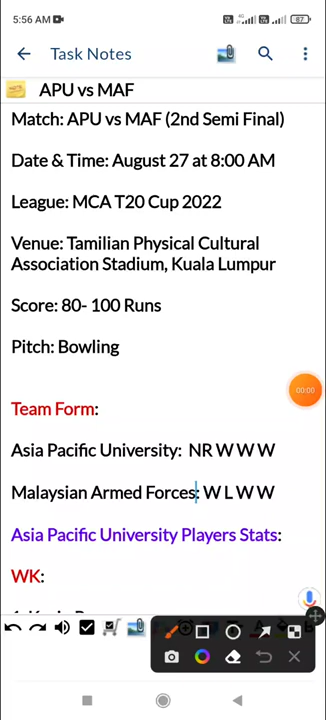 5:56 AM
87
Task Notes
APU vs MAF
Match: APU vs MAF (2nd Semi Final)
Date & Time: August 27 at 8:00 AM
League: MCA T20 Cup 2022
Venue: Tamilian Physical Cultural
Association Stadium, Kuala Lumpur
Score: 80- 100 Runs
Pitch: Bowling
00:00
Team Form:
Asia Pacific University: NR W W W
Malaysian Armed Forces: W L W W
Asia Pacific University Players Stats:
WK: